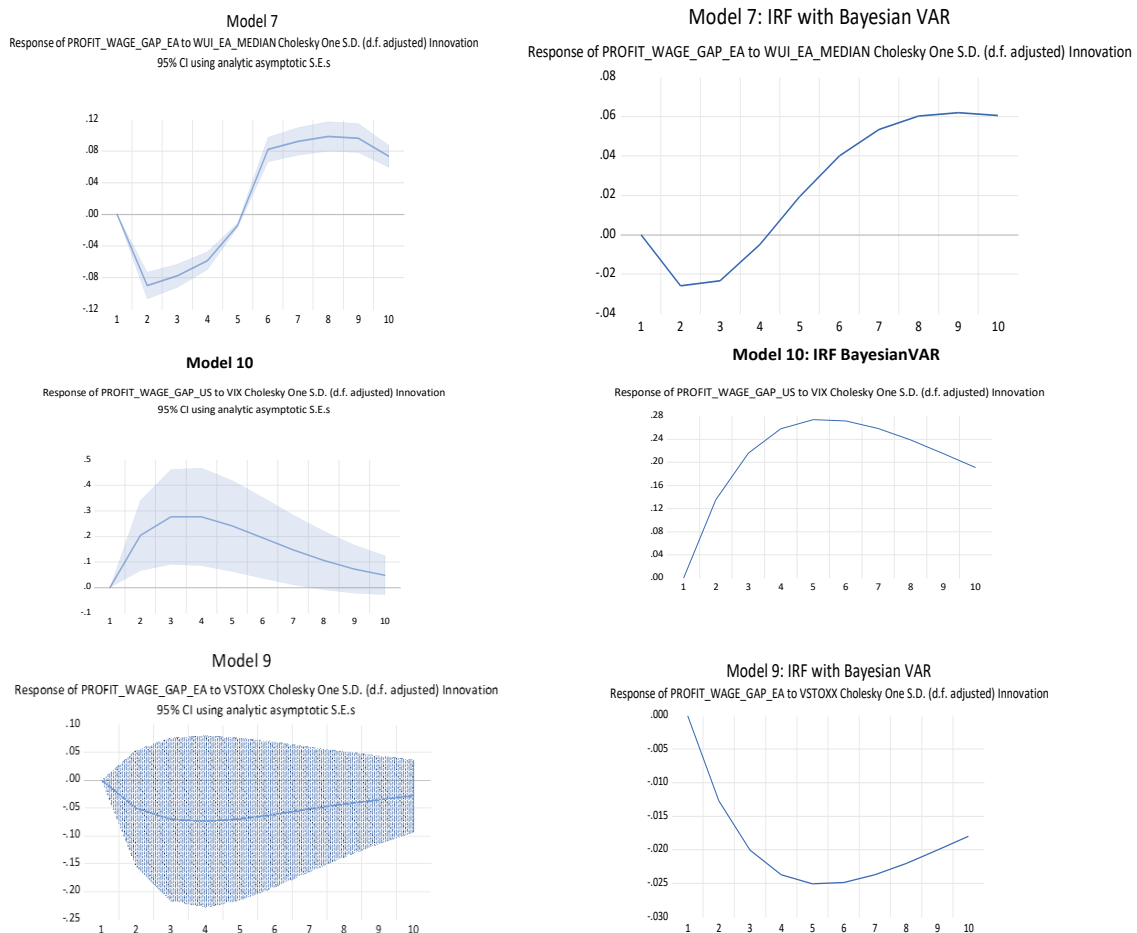 Model 7
Response of PROFIT_WAGE_GAP_EA to WUI_EA_MEDIAN Cholesky One S.D. (d.f. adjusted) Innovation
95% CI using analytic asymptotic S.E.s
.12
.08
.04
.00
-.04
-.08
-.12
1 2 3 4 5 6 7 8 9 10
Model 7: IRF with Bayesian VAR
Response of PROFIT_WAGE_GAP_EA to WUI_EA_MEDIAN Cholesky One S.D. (d.f. adjusted) Innovation
.08
.06
.04
.02
.00
-.02
-.04
1 2 3 4 5 6 7 8 9 10
Model 10
Response of PROFIT_WAGE_GAP_US to VIX Cholesky One S.D. (d.f. adjusted) Innovation
95% CI using analytic asymptotic S.E.s
.5
.4
.3
.2
.1
.0
-.1
1 2 3 4 5 6 7 8 9 10
Model 10: IRF BayesianVAR
Response of PROFIT_WAGE_GAP_US to VIX Cholesky One S.D. (d.f. adjusted) Innovation
.28
.24
.20
.16
.12
.08
.04
.00
1 2 3 4 5 6 7 8 9 10
Model 9
Response of PROFIT_WAGE_GAP_EA to VSTOXX Cholesky One S.D. (d.f. adjusted) Innovation
95% CI using analytic asymptotic S.E.s
.10
.05
.00
-.05
-.10
-.15
-.20
-.25
1 2 3 4 5 6 7 8 9 10
Model 9: IRF with Bayesian VAR
Response of PROFIT_WAGE_GAP_EA to VSTOXX Cholesky One S.D. (d.f. adjusted) Innovation
.000
-.005
-.010
-.015
-.020
-.025
-.030
1 2 3 4 5 6 7 8 9 10